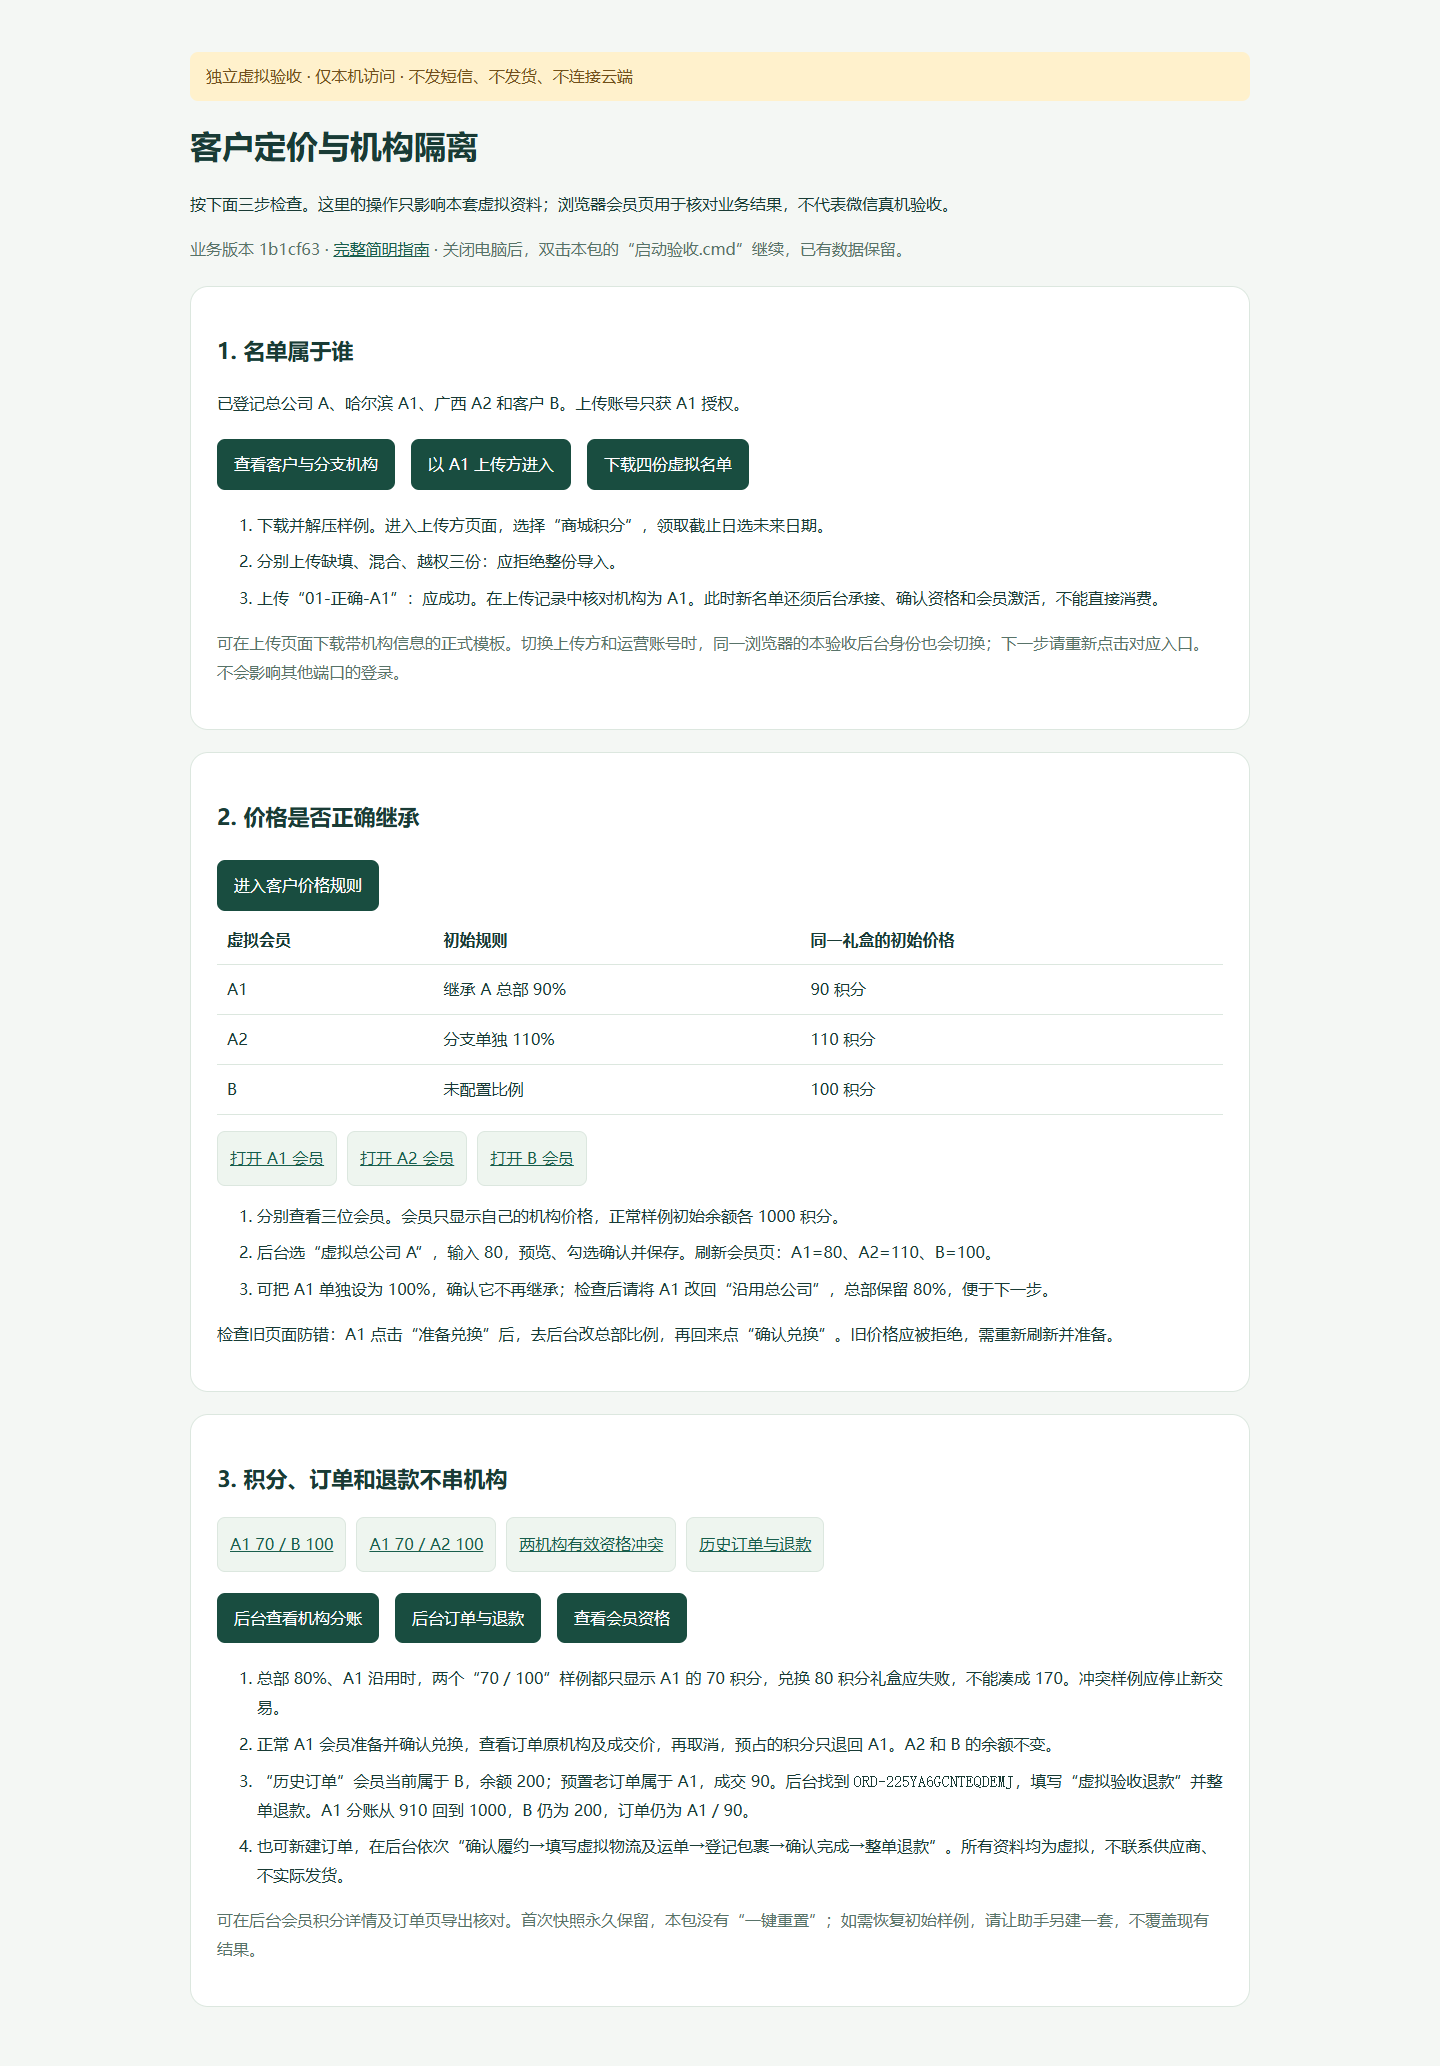 独立虚拟验收 · 仅本机访问 · 不发短信、不发货、不连接云端
客户定价与机构隔离
按下面三步检查。这里的操作只影响本套虚拟资料；浏览器会员页用于核对业务结果，不代表微信真机验收。
业务版本 1b1cf63 · 完整简明指南 · 关闭电脑后，双击本包的“启动验收.cmd”继续，已有数据保留。
1. 名单属于谁
已登记总公司 A、哈尔滨 A1、广西 A2 和客户 B。上传账号只获 A1 授权。
查看客户与分支机构 以 A1 上传方进入 下载四份虚拟名单
1. 下载并解压样例。进入上传方页面，选择“商城积分”，领取截止日选未来日期。
2. 分别上传缺填、混合、越权三份：应拒绝整份导入。
3. 上传“01-正确-A1”：应成功。在上传记录中核对机构为 A1。此时新名单还须后台承接、确认资格和会员激活，不能直接消费。
可在上传页面下载带机构信息的正式模板。切换上传方和运营账号时，同一浏览器的本验收后台身份也会切换；下一步请重新点击对应入口。
不会影响其他端口的登录。
2. 价格是否正确继承
进入客户价格规则
虚拟会员 初始规则 同一礼盒的初始价格
A1 继承 A 总部 90% 90 积分
A2 分支单独 110% 110 积分
B 未配置比例 100 积分
打开 A1 会员 打开 A2 会员 打开 B 会员
1. 分别查看三位会员。会员只显示自己的机构价格，正常样例初始余额各 1000 积分。
2. 后台选“虚拟总公司 A”，输入 80，预览、勾选确认并保存。刷新会员页：A1=80、A2=110、B=100。
3. 可把 A1 单独设为 100%，确认它不再继承；检查后请将 A1 改回“沿用总公司”，总部保留 80%，便于下一步。
检查旧页面防错：A1 点击“准备兑换”后，去后台改总部比例，再回来点“确认兑换”。旧价格应被拒绝，需重新刷新并准备。
3. 积分、订单和退款不串机构
A1 70 / B 100 A1 70 / A2 100 两机构有效资格冲突 历史订单与退款
后台查看机构分账 后台订单与退款 查看会员资格
1. 总部 80%、A1 沿用时，两个“70 / 100”样例都只显示 A1 的 70 积分，兑换 80 积分礼盒应失败，不能凑成 170。冲突样例应停止新交
易。
2. 正常 A1 会员准备并确认兑换，查看订单原机构及成交价，再取消，预占的积分只退回 A1。A2 和 B 的余额不变。
3. “历史订单”会员当前属于 B，余额 200；预置老订单属于 A1，成交 90。后台找到 ORD-225YA6GCNTEQDEMJ，填写“虚拟验收退款”并整
单退款。A1 分账从 910 回到 1000，B 仍为 200，订单仍为 A1 / 90。
4. 也可新建订单，在后台依次“确认履约→填写虚拟物流及运单→登记包裹→确认完成→整单退款”。所有资料均为虚拟，不联系供应商、
不实际发货。
可在后台会员积分详情及订单页导出核对。首次快照永久保留，本包没有“一键重置”；如需恢复初始样例，请让助手另建一套，不覆盖现有
结果。